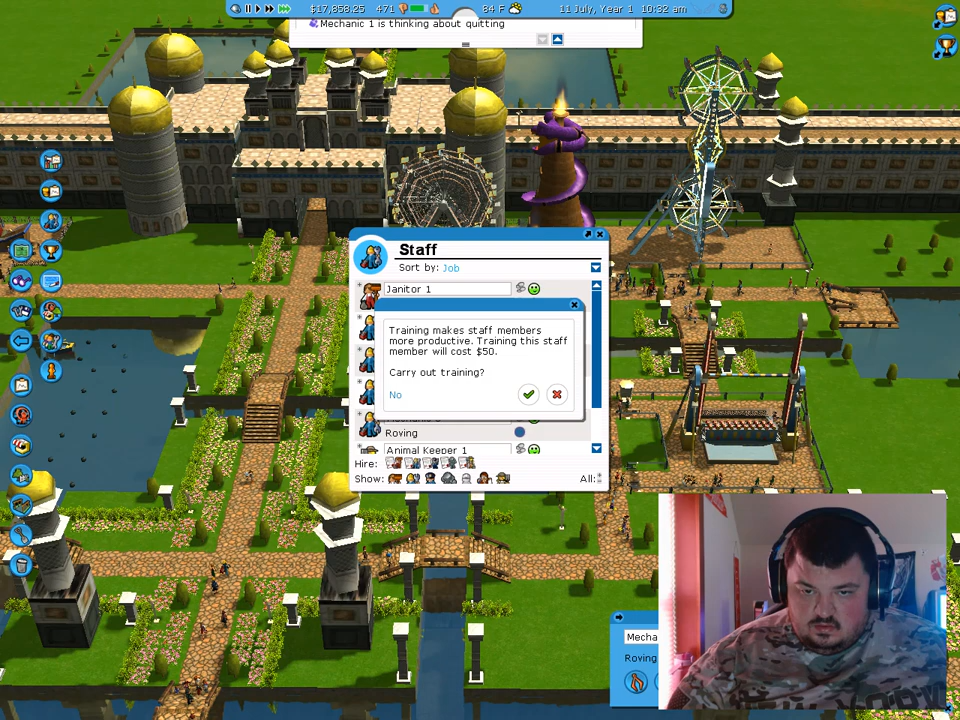 $17,858.25 471 84 F 11 July, Year 1 10:32 am
Mechanic 1 is thinking about quitting
Staff
Sort by: Job
Janitor 1
Training makes staff members
more productive. Training this staff
member will cost $50.
Carry out training?
No
Roving
Animal Keeper 1
Hire:
Show: All:
Mecha
Roving